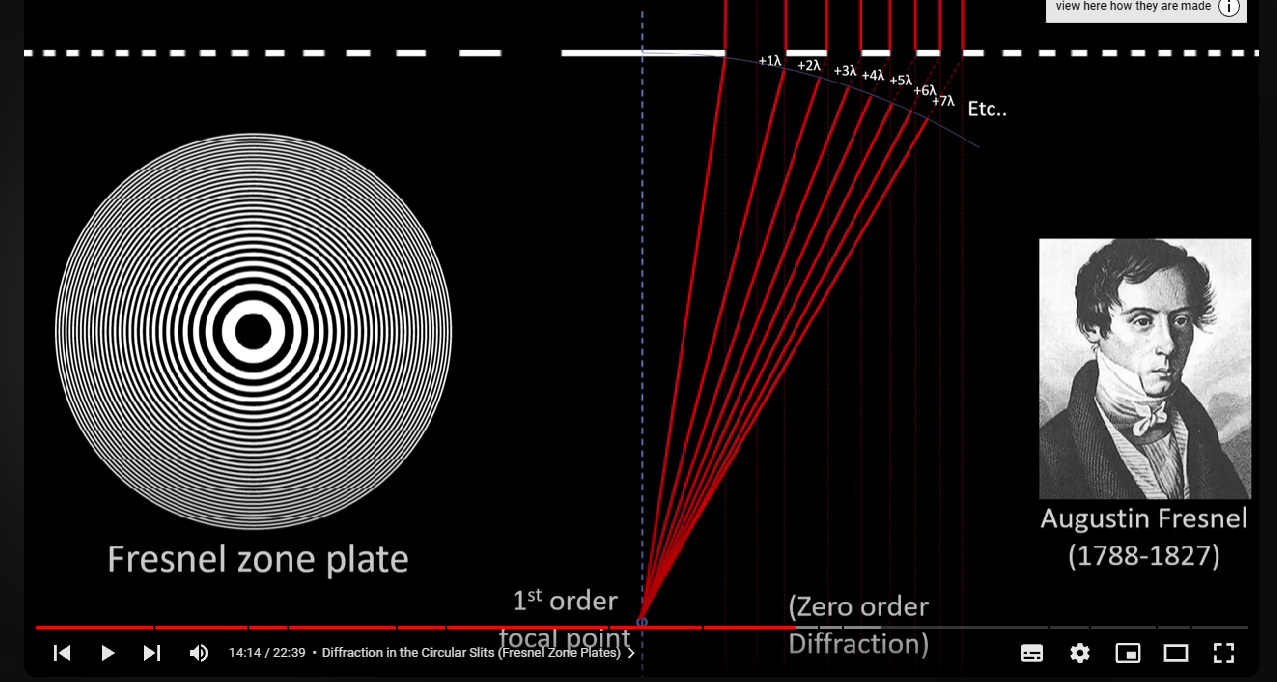 view here how they are made
+1λ
+2λ
+3λ
+4λ
+5λ
+6λ
+7λ
Etc..
Fresnel zone plate
Augustin Fresnel
(1788-1827)
1st order
focal point
(Zero order
Diffraction)
14:14 / 22:39 • Diffraction in the Circular Slits (Fresnel Zone Plates)